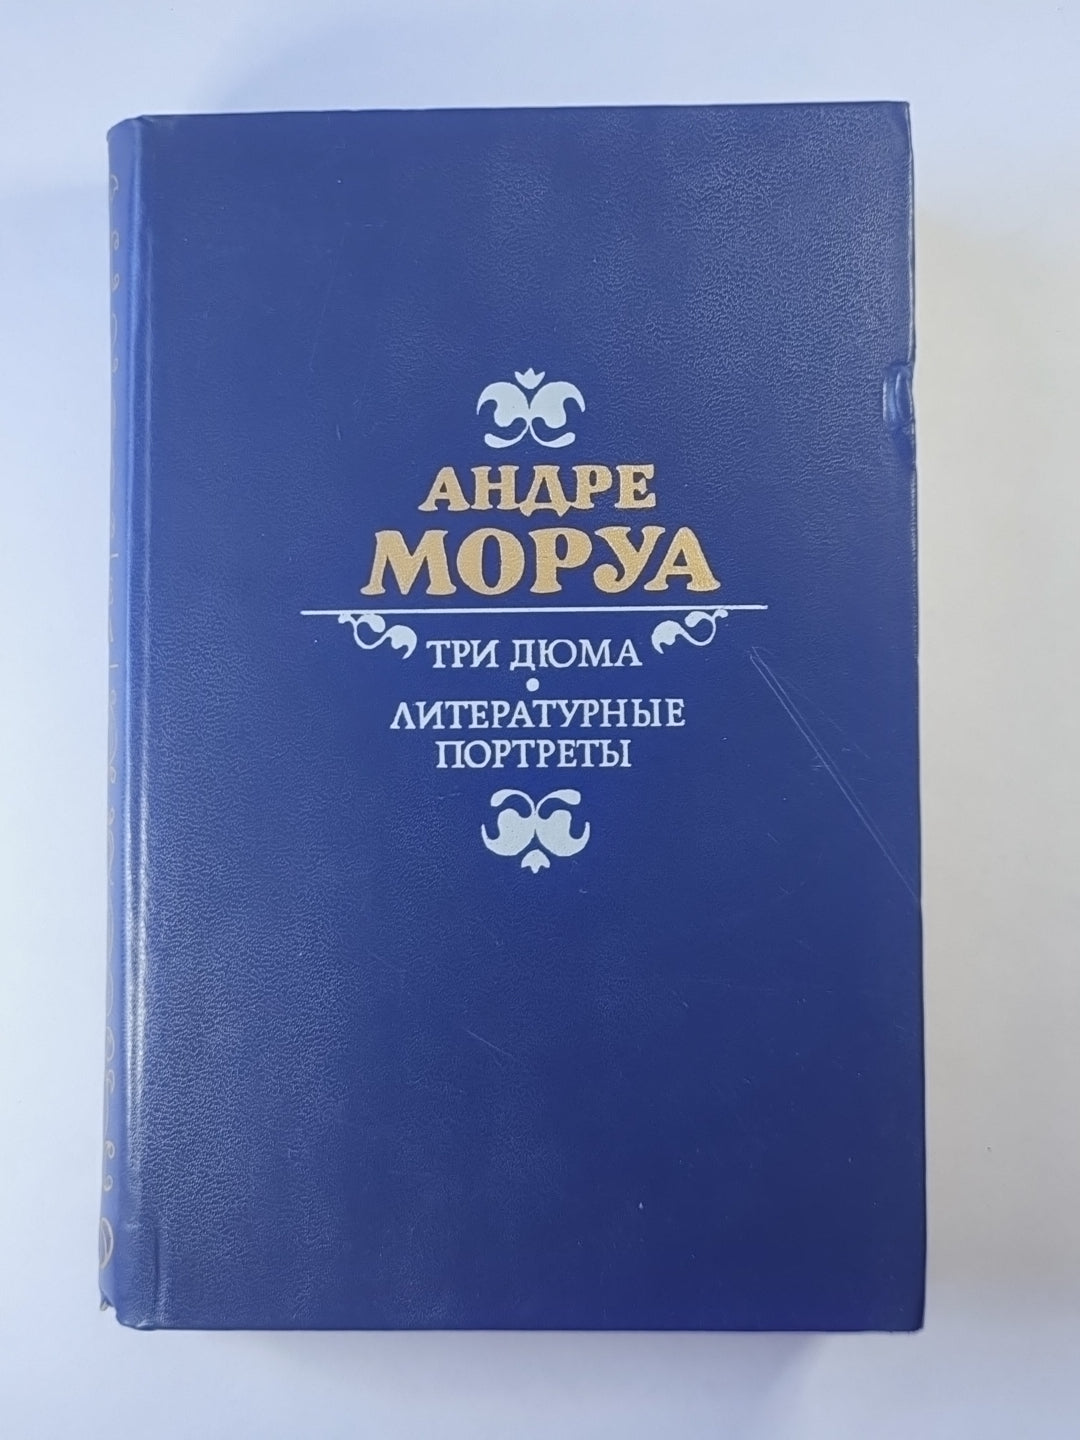 АНДРЕ
МОРУА
ТРИ ДЮМА
•
ЛИТЕРАТУРНЫЕ
ПОРТРЕТЫ